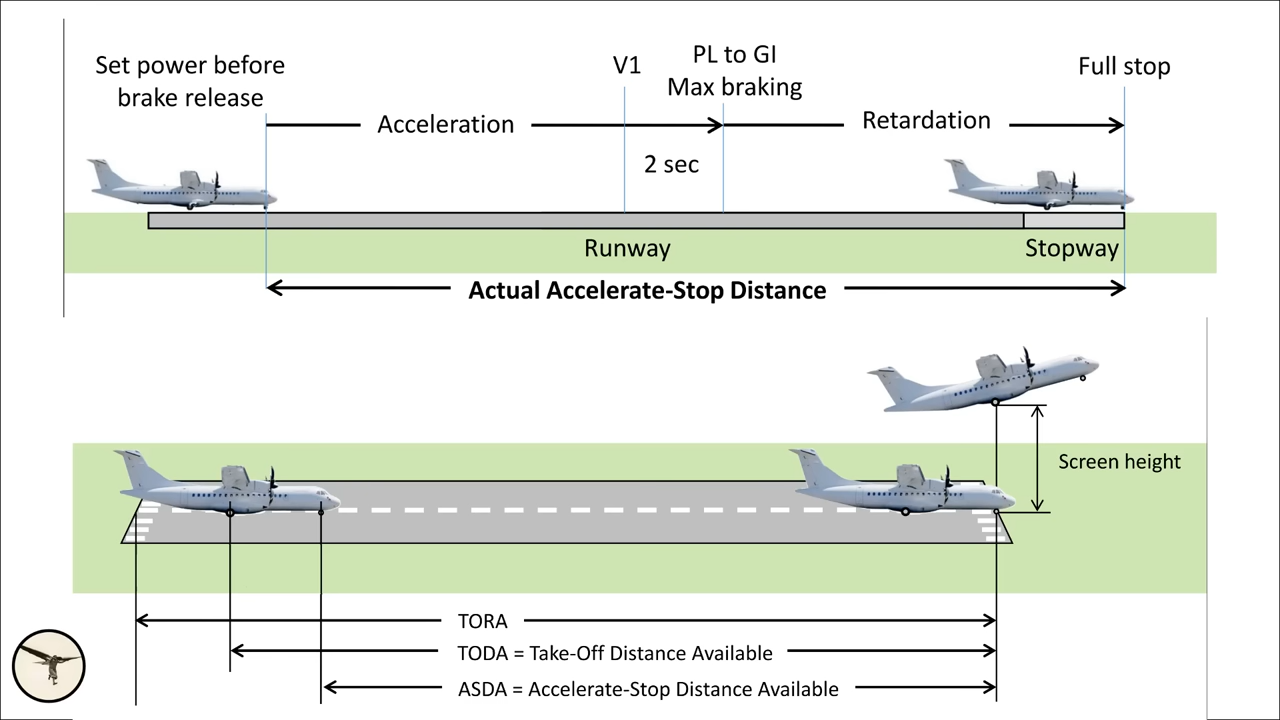 Set power before
brake release
V1
PL to GI
Max braking
Full stop
Acceleration
Retardation
2 sec
Runway
Stopway
Actual Accelerate-Stop Distance
Screen height
TORA
TODA = Take-Off Distance Available
ASDA = Accelerate-Stop Distance Available